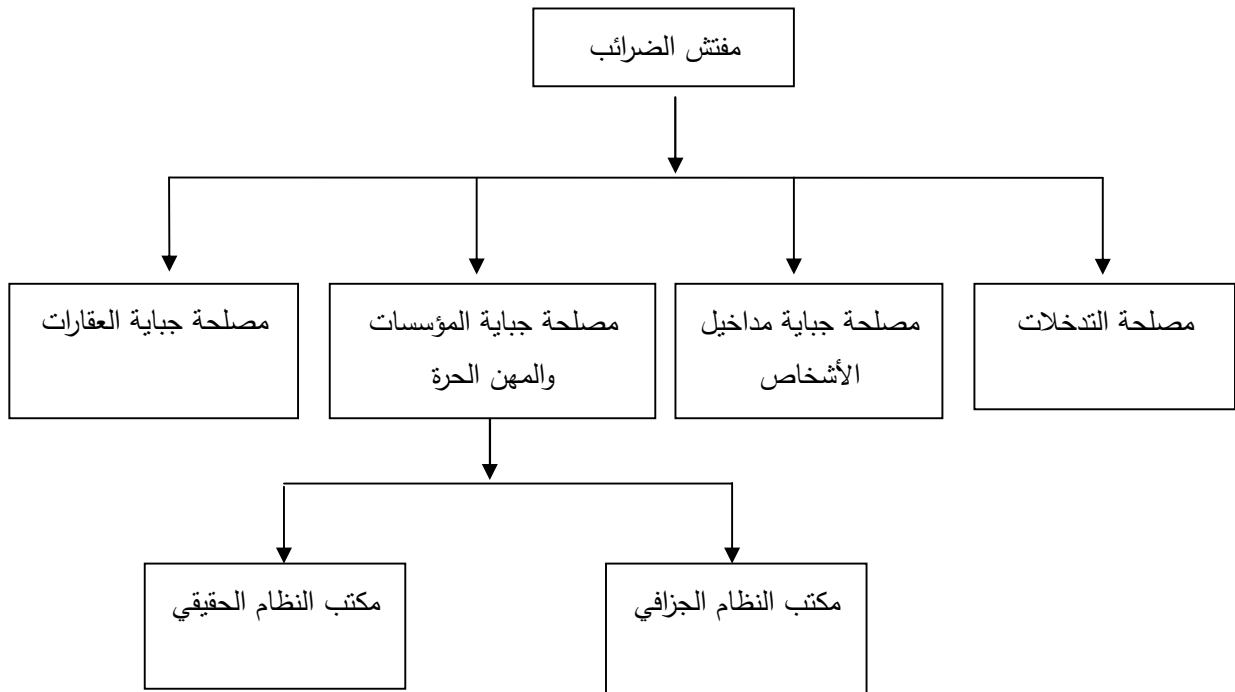 مفتش الضرائب
مصلحة التدخلات
مصلحة جباية مداخيل
الأشخاص
مصلحة جباية المؤسسات
والمهن الحرة
مصلحة جباية العقارات
مكتب النظام الجزافي
مكتب النظام الحقيقي